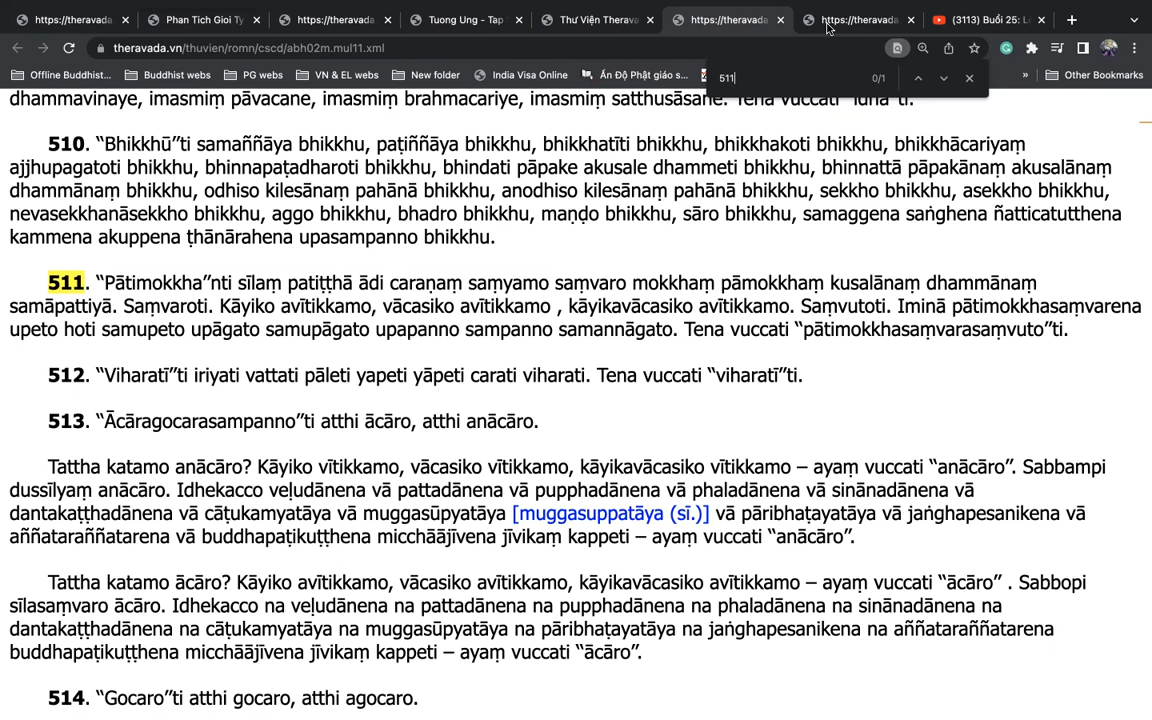 https://theravada
Phan Tích Giới Ty
https://theravada
Tuong Ung - Tap
Thư Viện Therava
https://theravada
https://theravada
(3113) Buổi 25: L
theravada.vn/thuvien/romn/cscd/abh02m.mul11.xml
Offline Buddhist...
Buddhist webs
PG webs
VN & EL webs
New folder
India Visa Online
Ấn Độ Phật giáo s...
»
Other Bookmarks
511
0/1
dhammavinaye, imasmiṃ pāvacane, imasmiṃ brahmacariye, imasmiṃ satthusāsane. Tena vuccati “idhā”ti.
510. “Bhikkhū”ti samaññāya bhikkhu, paṭiññāya bhikkhu, bhikkhatīti bhikkhu, bhikkhakoti bhikkhu, bhikkhācariyaṃ
ajjhupagatoti bhikkhu, bhinnapaṭadharoti bhikkhu, bhindati pāpake akusale dhammeti bhikkhu, bhinnattā pāpakānaṃ akusalānaṃ
dhammānaṃ bhikkhu, odhiso kilesānaṃ pahānā bhikkhu, anodhiso kilesānaṃ pahānā bhikkhu, sekkho bhikkhu, asekkho bhikkhu,
nevasekkhanāsekkho bhikkhu, aggo bhikkhu, bhadro bhikkhu, maṇḍo bhikkhu, sāro bhikkhu, samaggena saṅghena ñatticatutthena
kammena akuppena ṭhānārahena upasampanno bhikkhu.
511. “Pātimokkha”nti sīlaṃ patiṭṭhā ādi caraṇaṃ saṃyamo saṃvaro mokkhaṃ pāmokkhaṃ kusalānaṃ dhammānaṃ
samāpattiyā. Saṃvaroti. Kāyiko avītikkamo, vācasiko avītikkamo , kāyikavācasiko avītikkamo. Saṃvutoti. Iminā pātimokkhasaṃvarena
upeto hoti samupeto upāgato samupāgato upapanno sampanno samannāgato. Tena vuccati “pātimokkhasaṃvarasaṃvuto”ti.
512. “Viharatī”ti iriyati vattati pāleti yapeti yāpeti carati viharati. Tena vuccati “viharatī”ti.
513. “Ācāragocarasampanno”ti atthi ācāro, atthi anācāro.
Tattha katamo anācāro? Kāyiko vītikkamo, vācasiko vītikkamo, kāyikavācasiko vītikkamo – ayaṃ vuccati “anācāro”. Sabbampi
dussīlyaṃ anācāro. Idhekacco veḷudānena vā pattadānena vā pupphadānena vā phaladānena vā sinānadānena vā
dantakaṭṭhadānena vā cāṭukamyatāya vā muggasūpyatāya [muggasuppatāya (sī.)] vā pāribhaṭayatāya vā jaṅghapesanikena vā
aññataraññatarena vā buddhapaṭikuṭṭhena micchāājīvena jīvikaṃ kappeti – ayaṃ vuccati “anācāro”.
Tattha katamo ācāro? Kāyiko avītikkamo, vācasiko avītikkamo, kāyikavācasiko avītikkamo – ayaṃ vuccati “ācāro” . Sabbopi
sīlasaṃvaro ācāro. Idhekacco na veḷudānena na pattadānena na pupphadānena na phaladānena na sinānadānena na
dantakaṭṭhadānena na cāṭukamyatāya na muggasūpyatāya na pāribhaṭayatāya na jaṅghapesanikena na aññataraññatarena
buddhapaṭikuṭṭhena micchāājīvena jīvikaṃ kappeti – ayaṃ vuccati “ācāro”.
514. “Gocaro”ti atthi gocaro, atthi agocaro.